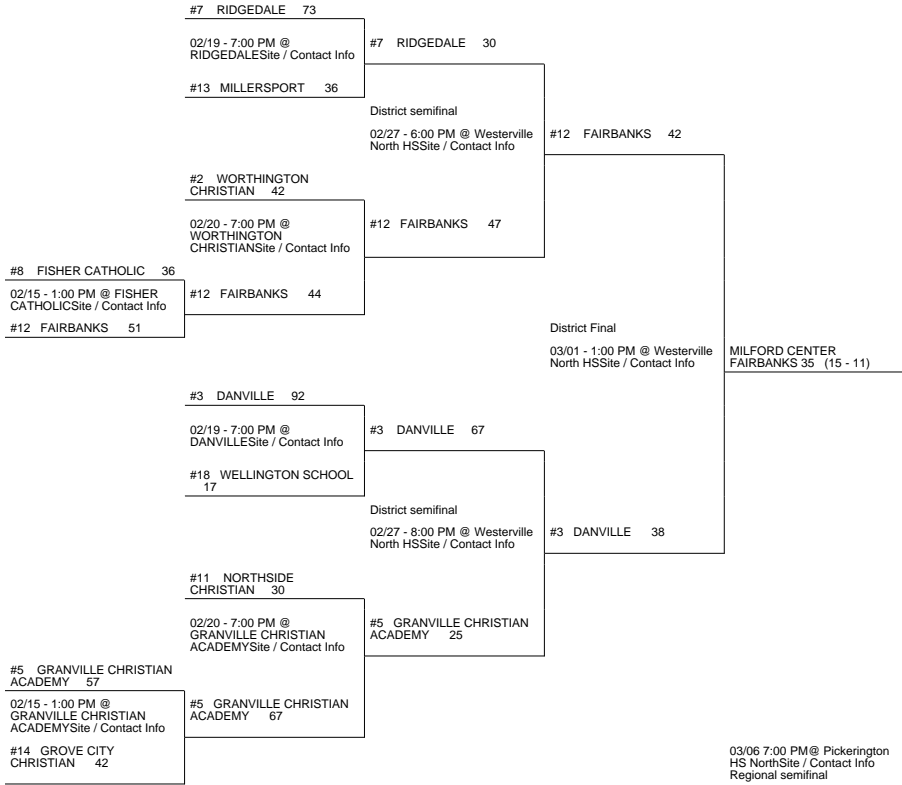 #7 RIDGEDALE 73
02/19 - 7:00 PM @
RIDGEDALESite / Contact Info
#13 MILLERSPORT 36
#7 RIDGEDALE 30
District semifinal
02/27 - 6:00 PM @ Westerville
North HSSite / Contact Info
#12 FAIRBANKS 42
#2 WORTHINGTON
CHRISTIAN 42
02/20 - 7:00 PM @
WORTHINGTON
CHRISTIANSite / Contact Info
#12 FAIRBANKS 47
#8 FISHER CATHOLIC 36
02/15 - 1:00 PM @ FISHER
CATHOLICSite / Contact Info
#12 FAIRBANKS 51
#12 FAIRBANKS 44
District Final
03/01 - 1:00 PM @ Westerville
North HSSite / Contact Info
MILFORD CENTER
FAIRBANKS 35 (15 - 11)
#3 DANVILLE 92
02/19 - 7:00 PM @
DANVILLESite / Contact Info
#18 WELLINGTON SCHOOL
17
#3 DANVILLE 67
District semifinal
02/27 - 8:00 PM @ Westerville
North HSSite / Contact Info
#3 DANVILLE 38
#11 NORTHSIDE
CHRISTIAN 30
02/20 - 7:00 PM @
GRANVILLE CHRISTIAN
ACADEMYSite / Contact Info
#5 GRANVILLE CHRISTIAN
ACADEMY 25
#5 GRANVILLE CHRISTIAN
ACADEMY 57
02/15 - 1:00 PM @
GRANVILLE CHRISTIAN
ACADEMYSite / Contact Info
#14 GROVE CITY
CHRISTIAN 42
#5 GRANVILLE CHRISTIAN
ACADEMY 67
03/06 7:00 PM@ Pickerington
HS NorthSite / Contact Info
Regional semifinal